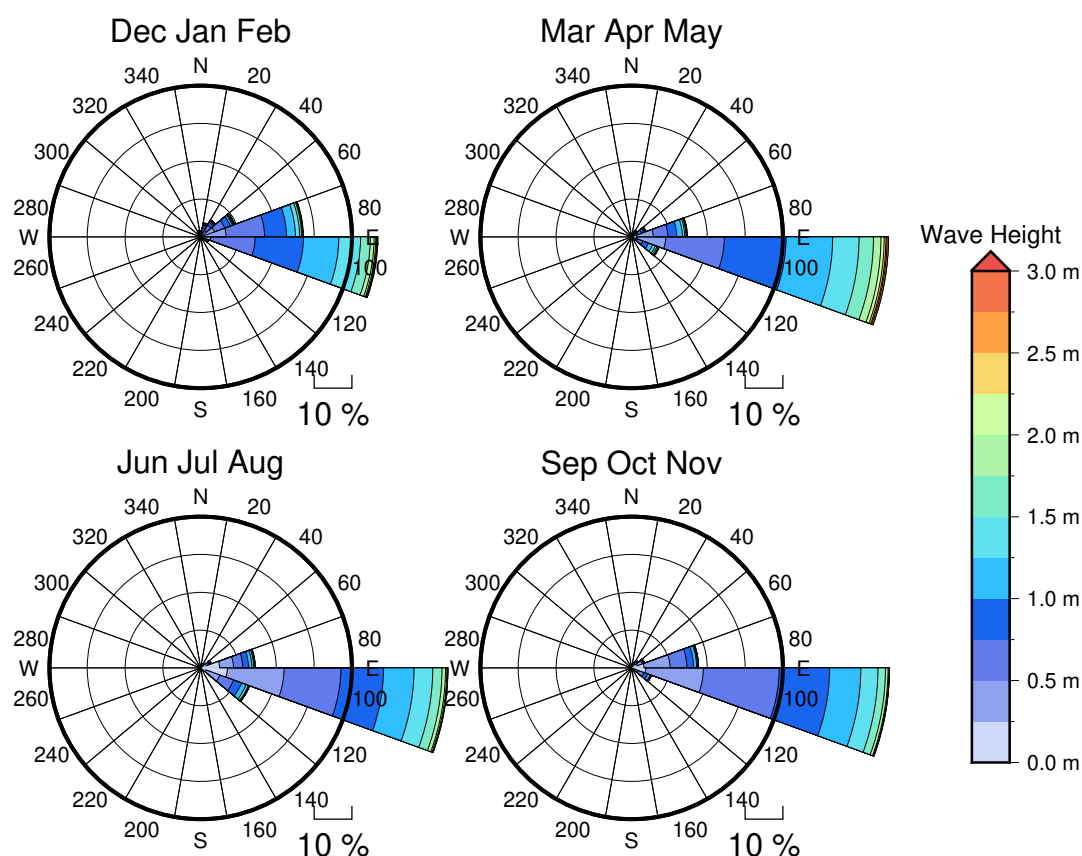 Dec Jan Feb
N
20
40
60
80
E
100
120
140
160
S
200
220
240
260
W
280
300
320
340
10 %
Mar Apr May
N
20
40
60
80
E
100
120
140
160
S
200
220
240
260
W
280
300
320
340
10 %
Jun Jul Aug
N
20
40
60
80
E
100
120
140
160
S
200
220
240
260
W
280
300
320
340
10 %
Sep Oct Nov
N
20
40
60
80
E
100
120
140
160
S
200
220
240
260
W
280
300
320
340
10 %
Wave Height
3.0 m
2.5 m
2.0 m
1.5 m
1.0 m
0.5 m
0.0 m